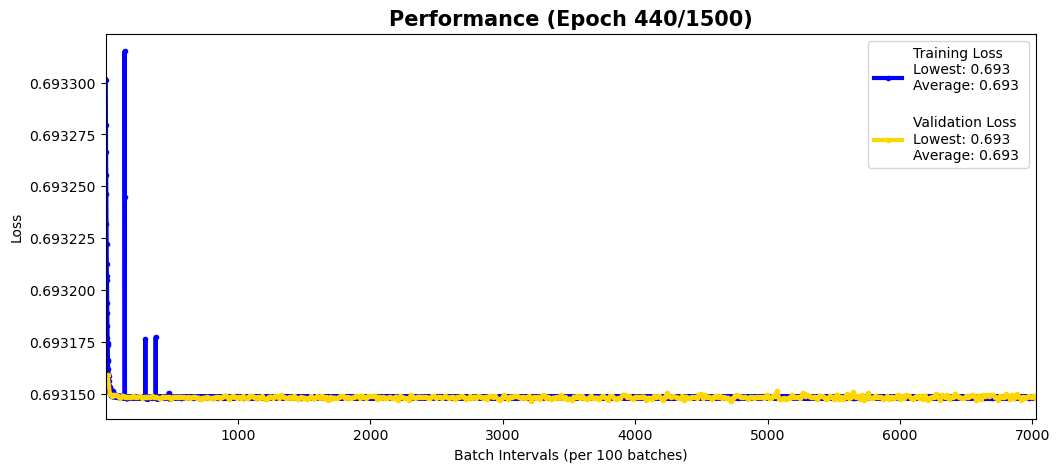 Performance (Epoch 440/1500)
Training Loss
Lowest: 0.693
Average: 0.693
Validation Loss
Lowest: 0.693
Average: 0.693
Loss
0.693300
0.693275
0.693250
0.693225
0.693200
0.693175
0.693150
1000
2000
3000
4000
5000
6000
7000
Batch Intervals (per 100 batches)